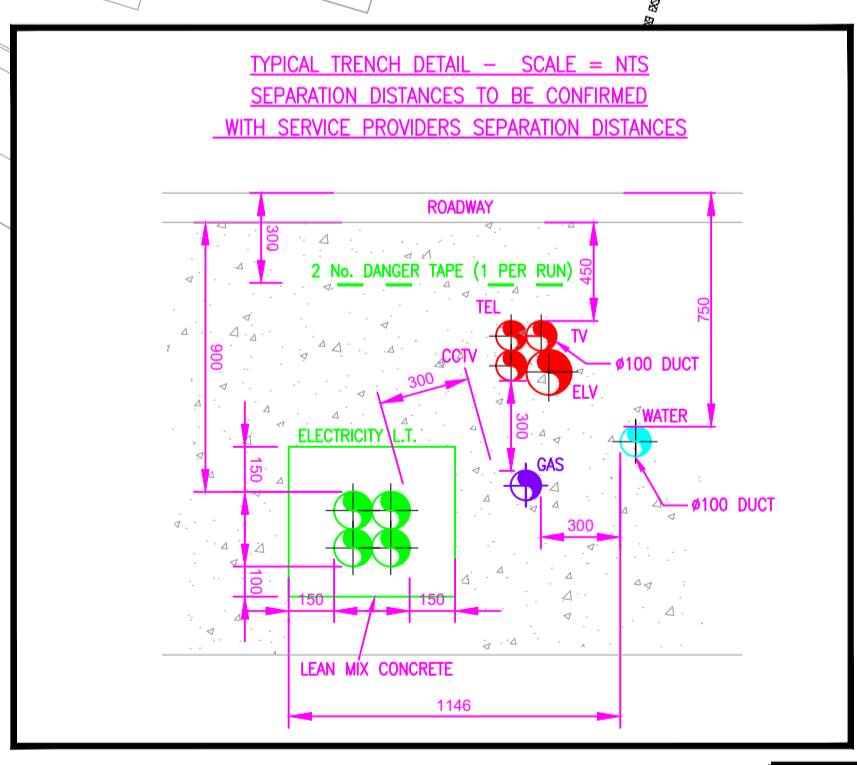 TYPICAL TRENCH DETAIL - SCALE = NTS
SEPARATION DISTANCES TO BE CONFIRMED
WITH SERVICE PROVIDERS SEPARATION DISTANCES
ROADWAY
300
2 No. DANGER TAPE (1 PER RUN)
450
750
TEL
TV
900
CCTV
ø100 DUCT
300
ELV
300
WATER
ELECTRICITY L.T.
150
GAS
ø100 DUCT
300
100
150
150
LEAN MIX CONCRETE
1146